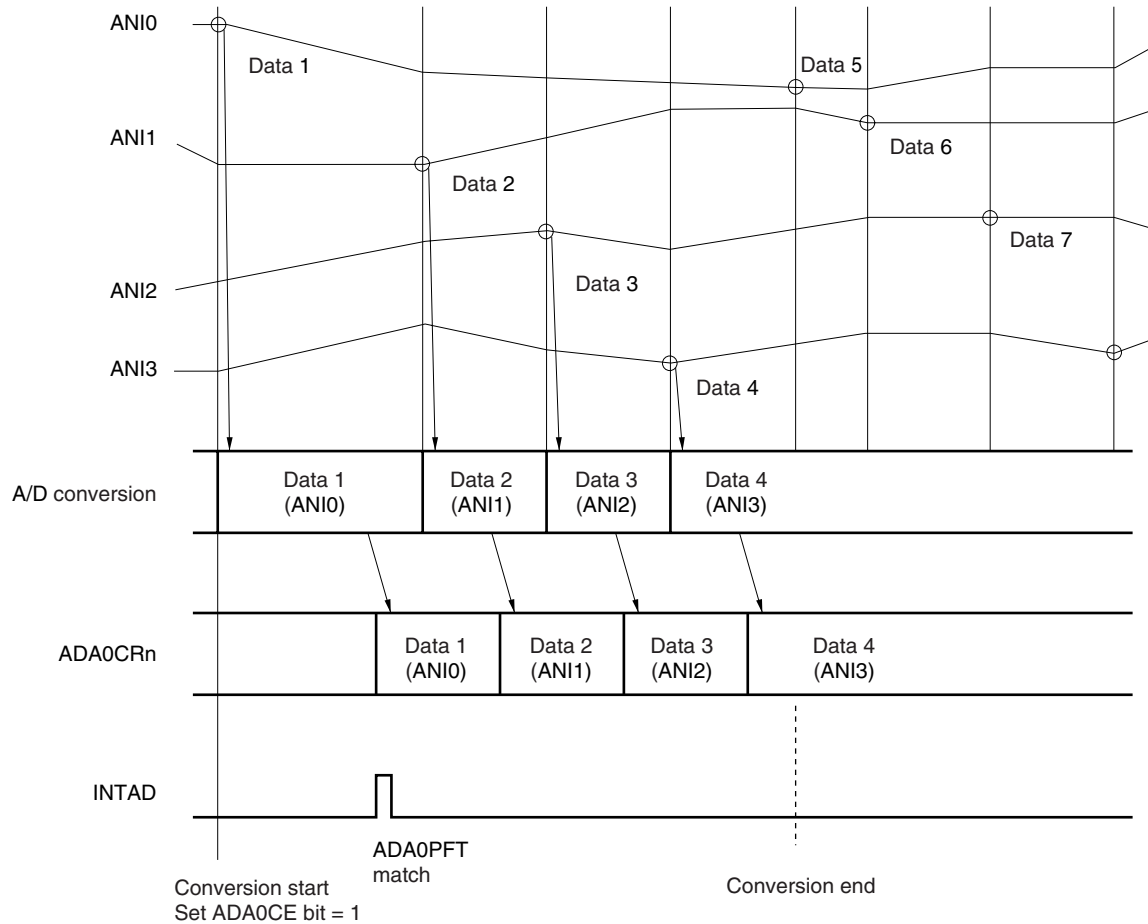 ANI0
Data 1
Data 5
ANI1
Data 6
Data 2
Data 7
ANI2
Data 3
ANI3
Data 4
A/D conversion
Data 1
(ANI0)
Data 2
(ANI1)
Data 3
(ANI2)
Data 4
(ANI3)
ADA0CRn
Data 1
(ANI0)
Data 2
(ANI1)
Data 3
(ANI2)
Data 4
(ANI3)
INTAD
ADA0PFT
match
Conversion start
Set ADA0CE bit = 1
Conversion end